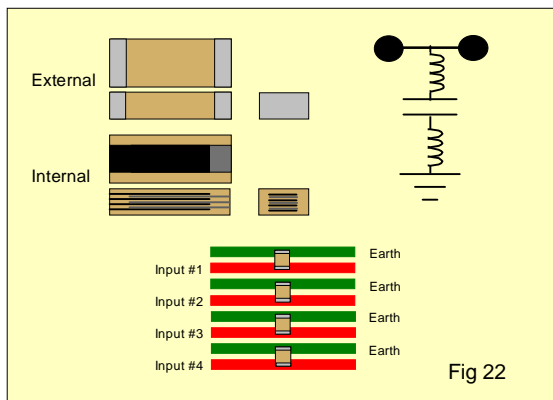 External
Internal
Earth
Input #1
Earth
Input #2
Earth
Input #3
Earth
Input #4
Fig 22